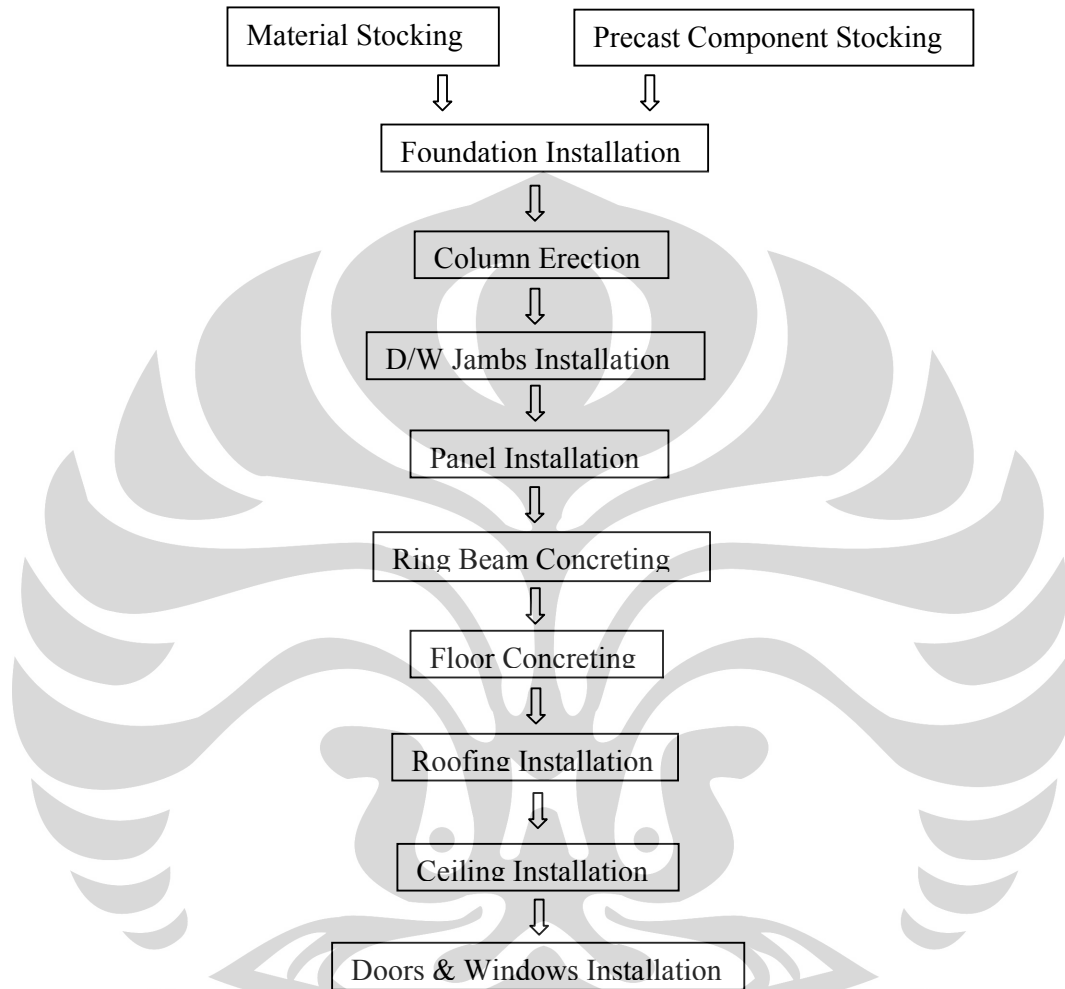 Material Stocking
Precast Component Stocking
Foundation Installation
Column Erection
D/W Jambs Installation
Panel Installation
Ring Beam Concreting
Floor Concreting
Roofing Installation
Ceiling Installation
Doors & Windows Installation